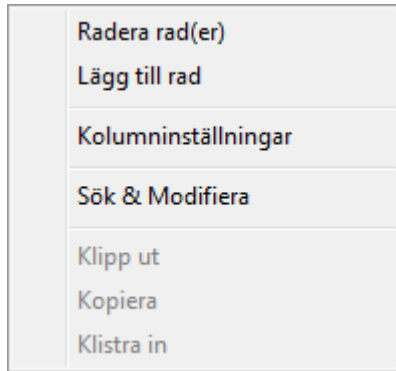 Radera rad(er)
Lägg till rad
Kolumninställningar
Sök & Modifiera
Klipp ut
Kopiera
Klistra in